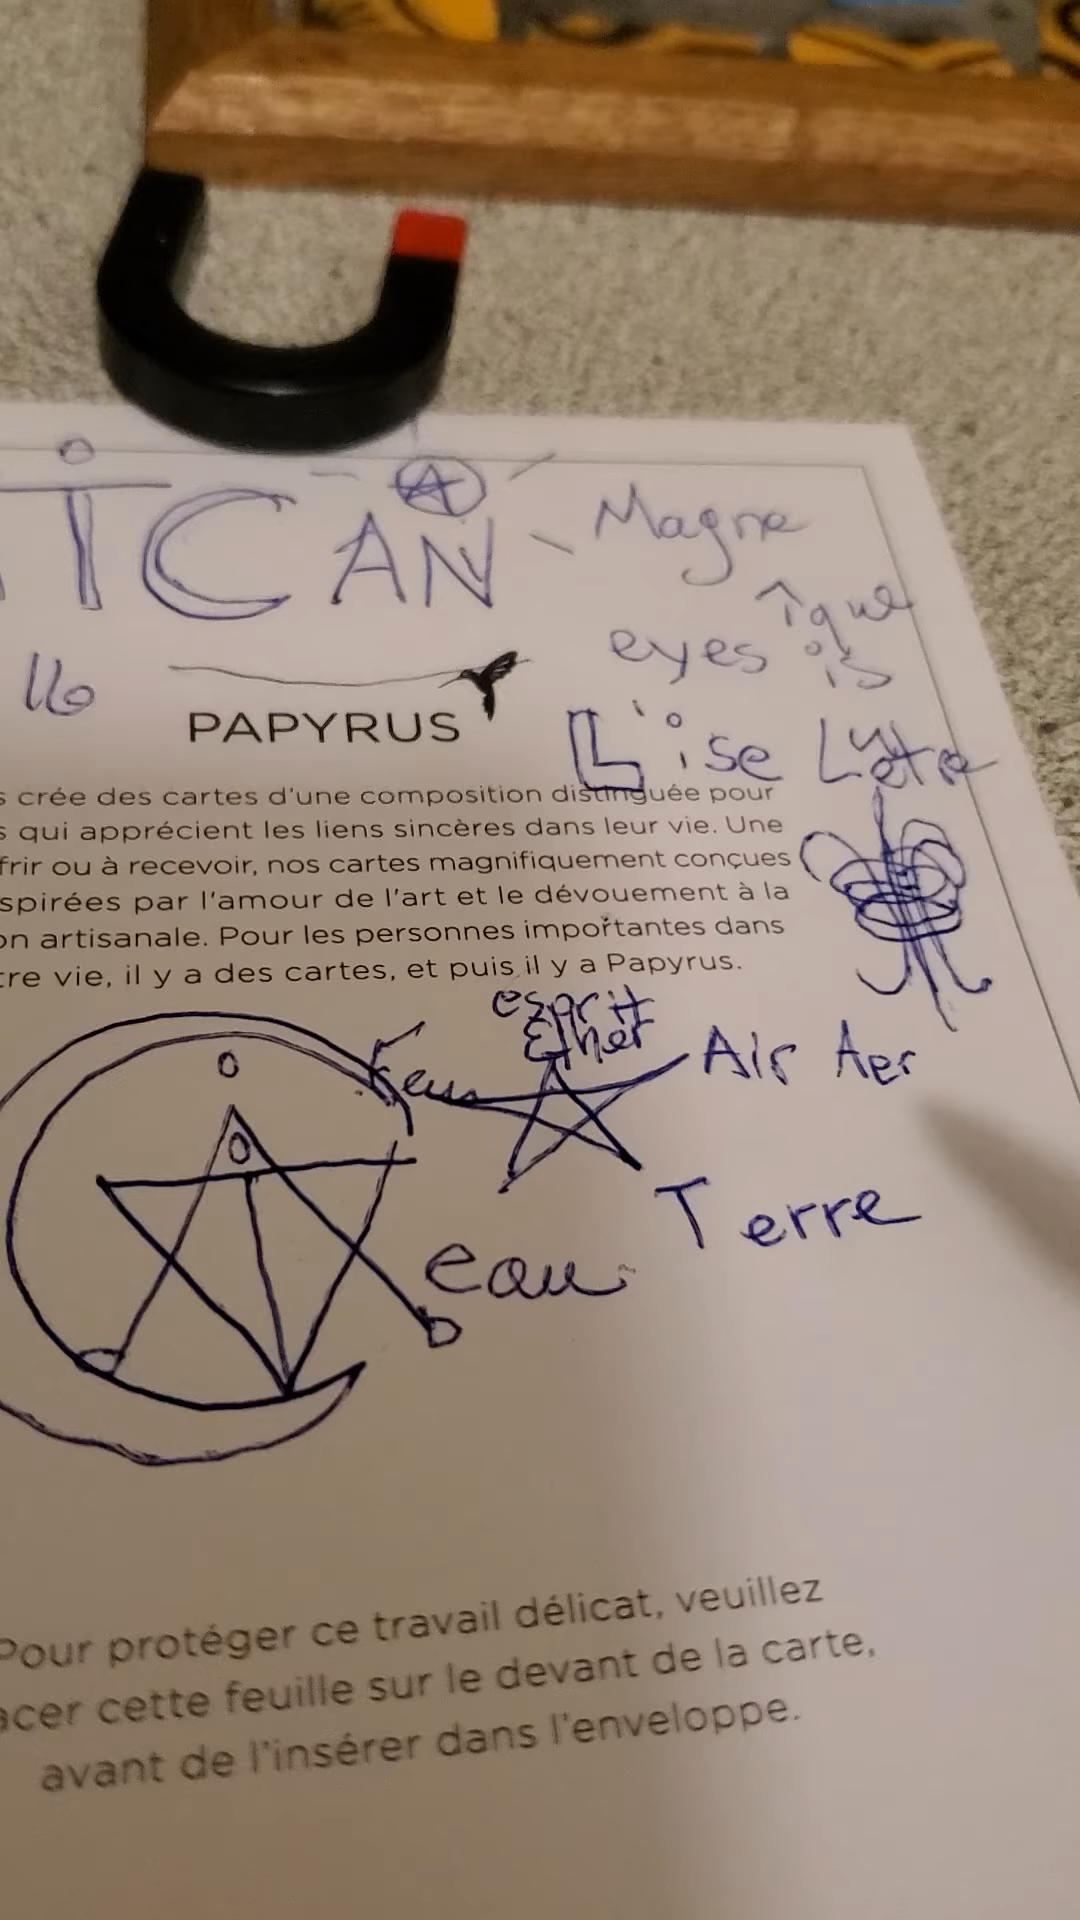 TiCAN
Magne
îque
eyes is
116
L'ise
PAPYRUS
s crée des cartes d'une composition distinguée pour
s qui apprécient les liens sincères dans leur vie. Une
frir ou à recevoir, nos cartes magnifiquement conçues
spirées par l'amour de l'art et le dévouement à la
on artisanale. Pour les personnes importantes dans
tre vie, il y a des cartes, et puis il y a Papyrus.
esprit
Ether
Feu
Air Aer
Terre
eau
Pour protéger ce travail délicat, veuillez
acer cette feuille sur le devant de la carte,
avant de l'insérer dans l'enveloppe.